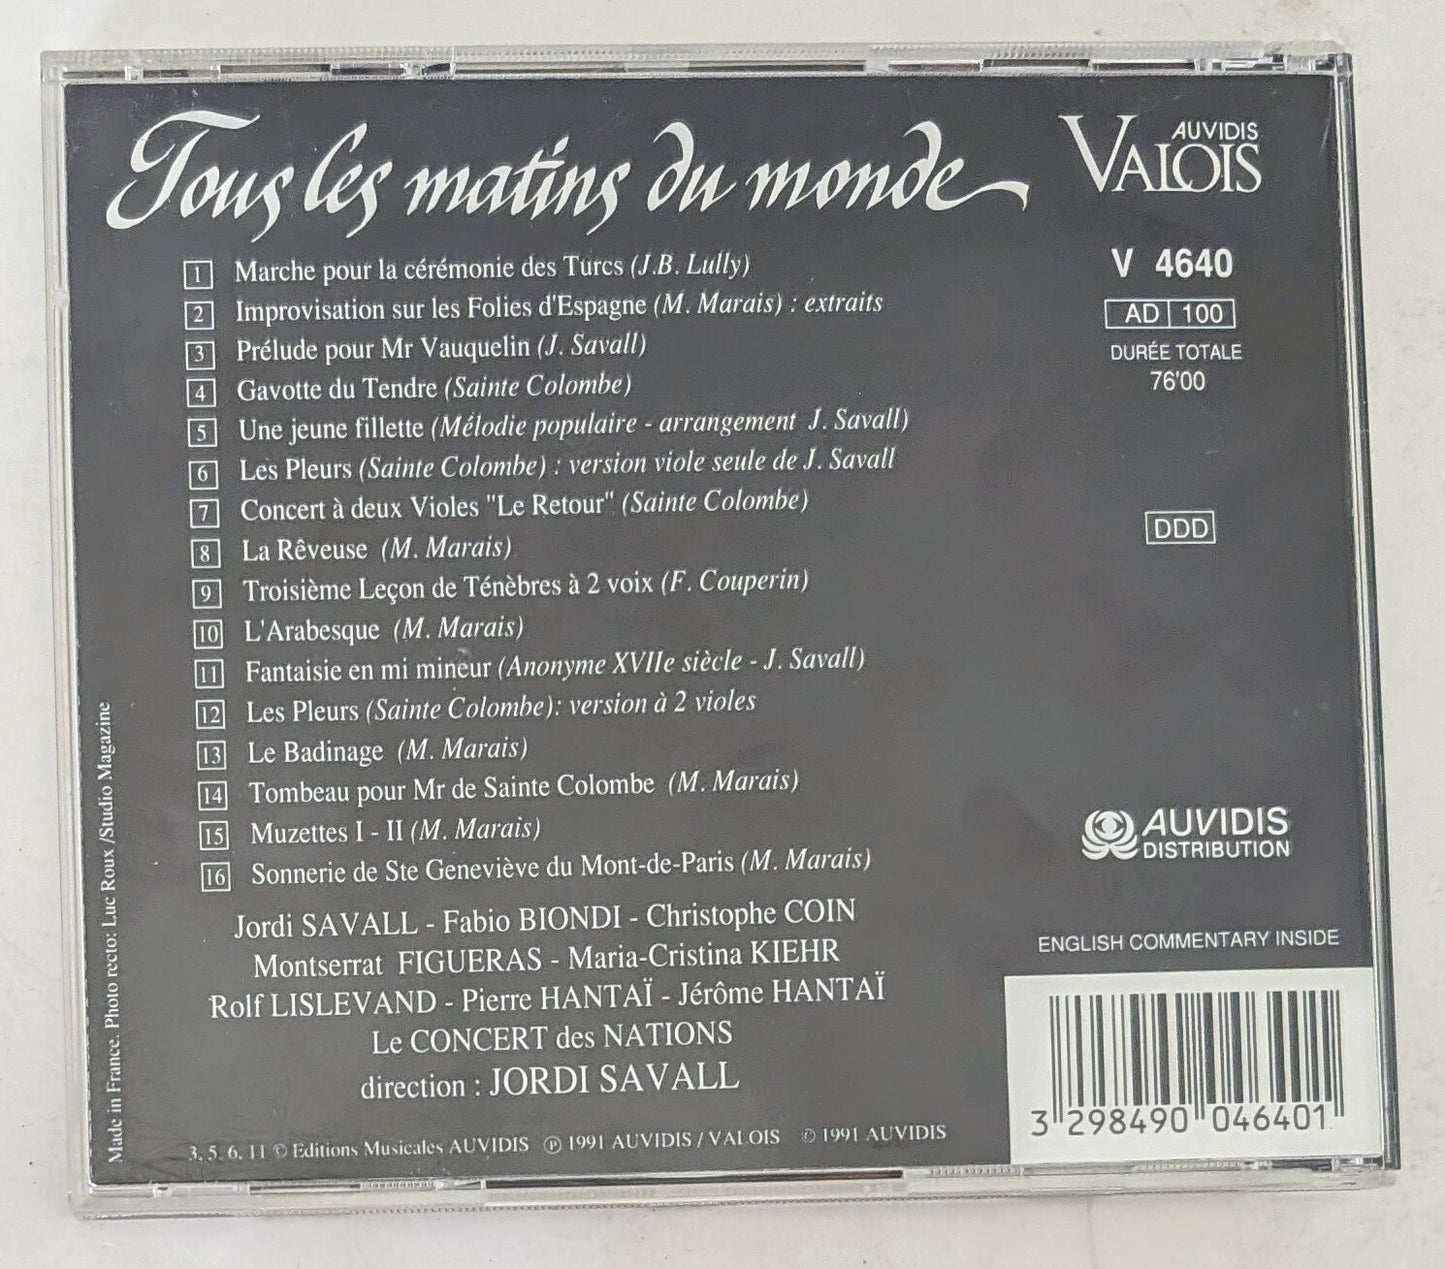 Tous les matins du monde
AUVIDIS
VALOIS
1 Marche pour la cérémonie des Turcs (J.B. Lully)
2 Improvisation sur les Folies d'Espagne (M. Marais) : extraits
3 Prélude pour Mr Vauquelin (J. Savall)
4 Gavotte du Tendre (Sainte Colombe)
5 Une jeune fillette (Mélodie populaire - arrangement J. Savall)
6 Les Pleurs (Sainte Colombe) : version viole seule de J. Savall
7 Concert à deux Violes "Le Retour" (Sainte Colombe)
8 La Rêveuse (M. Marais)
9 Troisième Leçon de Ténèbres à 2 voix (F. Couperin)
10 L'Arabesque (M. Marais)
11 Fantaisie en mi mineur (Anonyme XVIIe siècle - J. Savall)
12 Les Pleurs (Sainte Colombe): version à 2 violes
13 Le Badinage (M. Marais)
14 Tombeau pour Mr de Sainte Colombe (M. Marais)
15 Muzettes I - II (M. Marais)
16 Sonnerie de Ste Geneviève du Mont-de-Paris (M. Marais)
Jordi SAVALL - Fabio BIONDI - Christophe COIN
Montserrat FIGUERAS - Maria-Cristina KIEHR
Rolf LISLEVAND - Pierre HANTAÏ - Jérôme HANTAÏ
Le CONCERT des NATIONS
direction : JORDI SAVALL
3, 5, 6, 11 © Editions Musicales AUVIDIS ℗ 1991 AUVIDIS / VALOIS © 1991 AUVIDIS
Made in France. Photo recto: Luc Roux /Studio Magazine
V 4640
AD 100
DURÉE TOTALE
76'00
DDD
AUVIDIS
DISTRIBUTION
ENGLISH COMMENTARY INSIDE
3 298490 046401